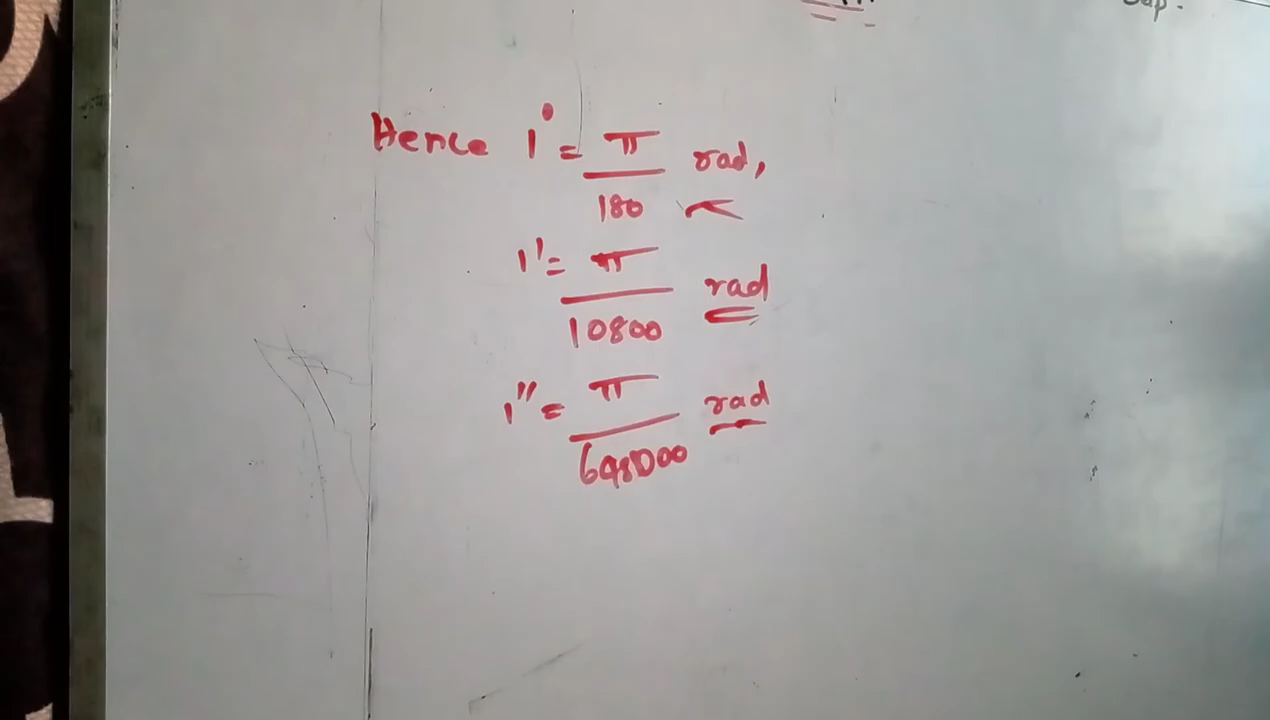 Hence 1° = π/180 rad,
1' = π/10800 rad
1" = π/648000 rad